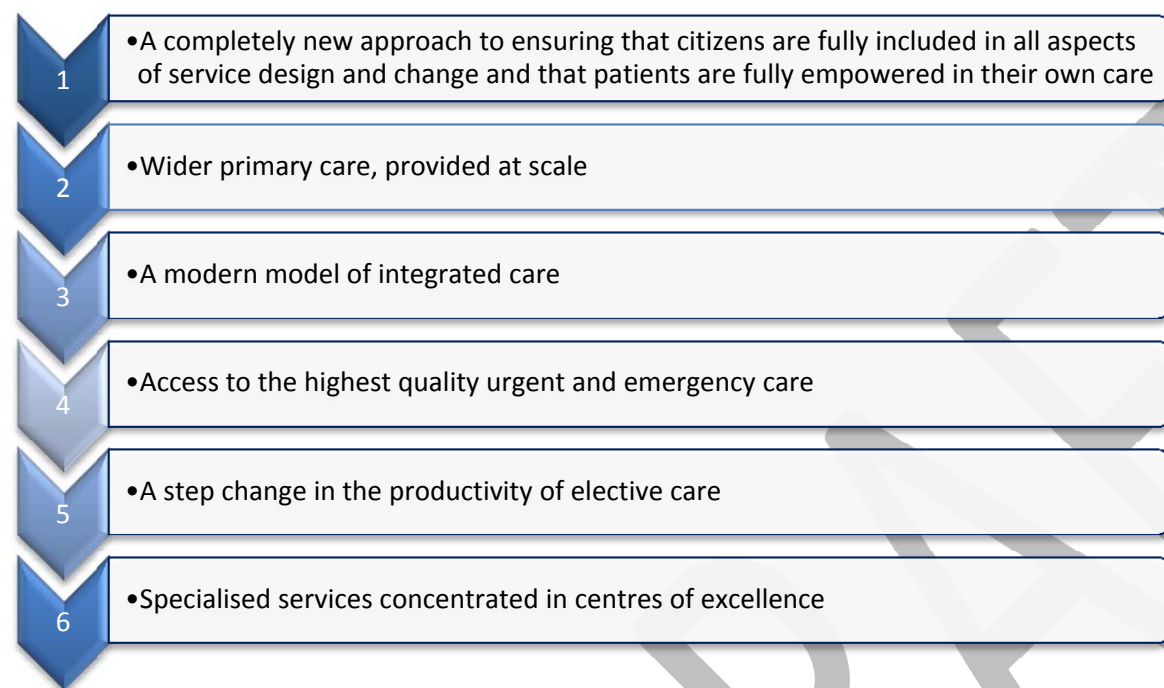 1
•A completely new approach to ensuring that citizens are fully included in all aspects
of service design and change and that patients are fully empowered in their own care
2
•Wider primary care, provided at scale
3
•A modern model of integrated care
4
•Access to the highest quality urgent and emergency care
5
•A step change in the productivity of elective care
6
•Specialised services concentrated in centres of excellence